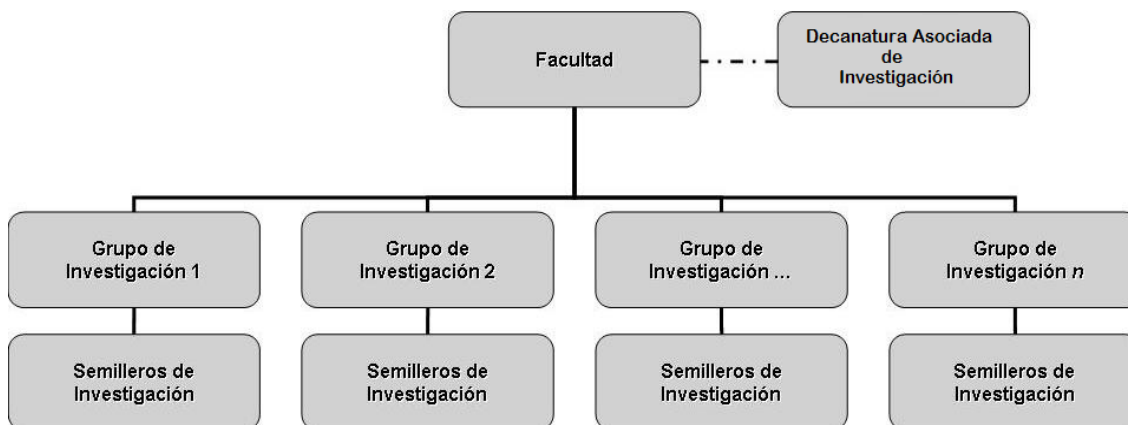 Facultad
Decanatura Asociada
de
Investigación
Grupo de
Investigación 1
Grupo de
Investigación 2
Grupo de
Investigación ...
Grupo de
Investigación n
Semilleros de
Investigación
Semilleros de
Investigación
Semilleros de
Investigación
Semilleros de
Investigación